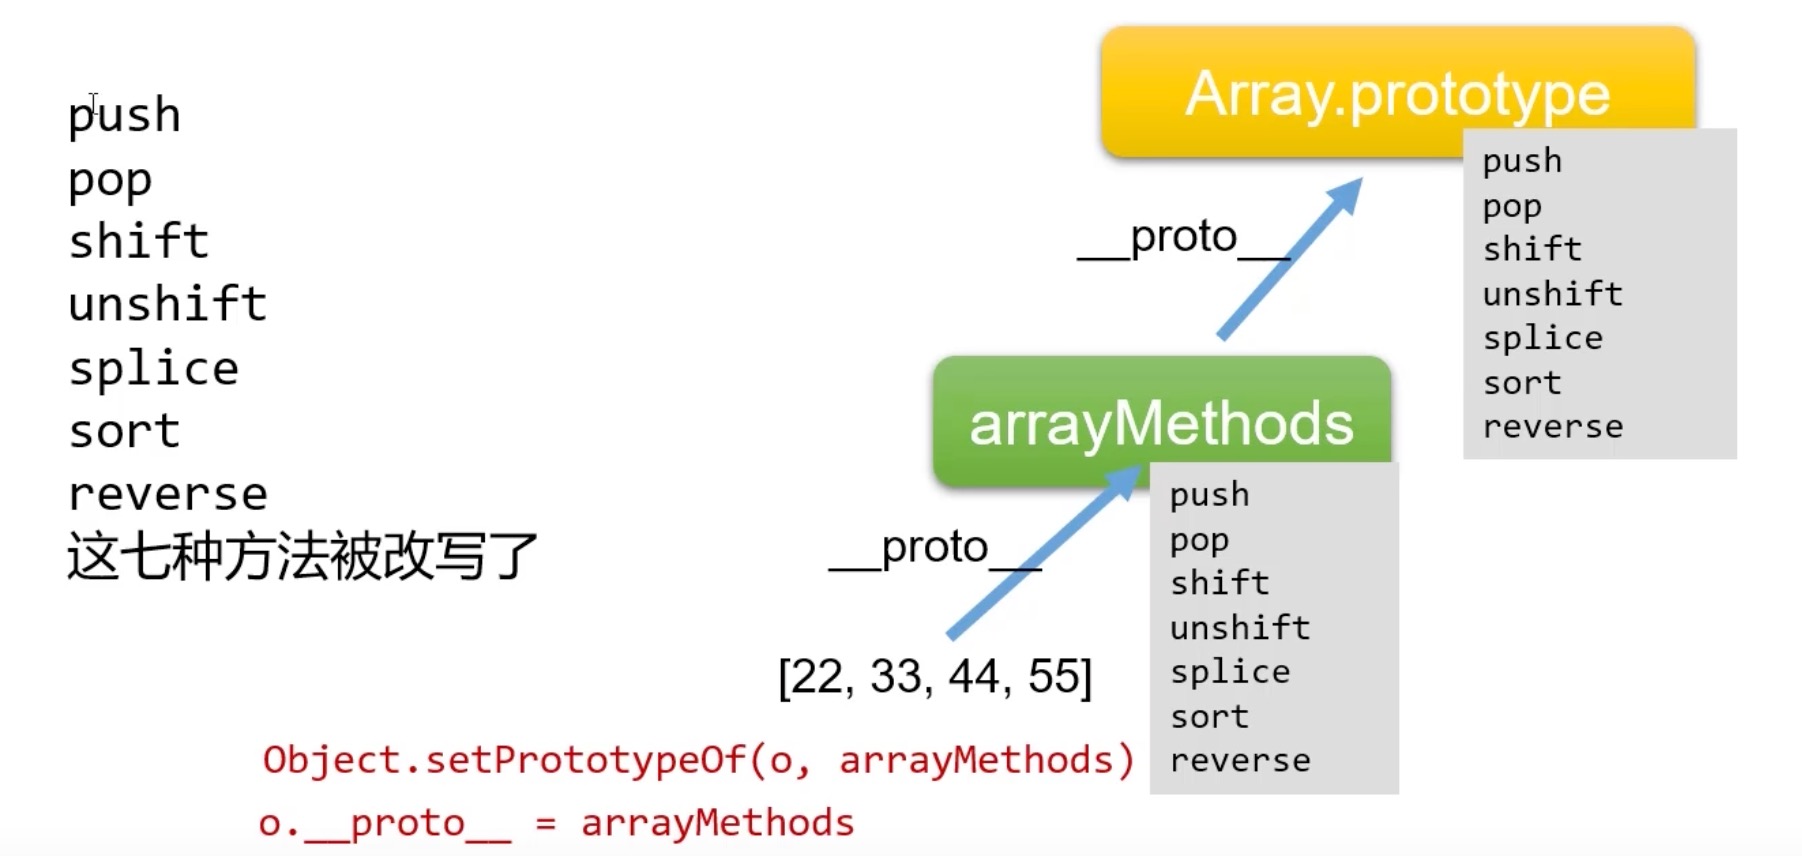 push
pop
shift
unshift
splice
sort
reverse
这七种方法被改写了
Array.prototype
push
pop
shift
unshift
splice
sort
reverse
__proto__
arrayMethods
push
pop
shift
unshift
splice
sort
reverse
__proto__
[22, 33, 44, 55]
Object.setPrototypeOf(o, arrayMethods)
o.__proto__ = arrayMethods